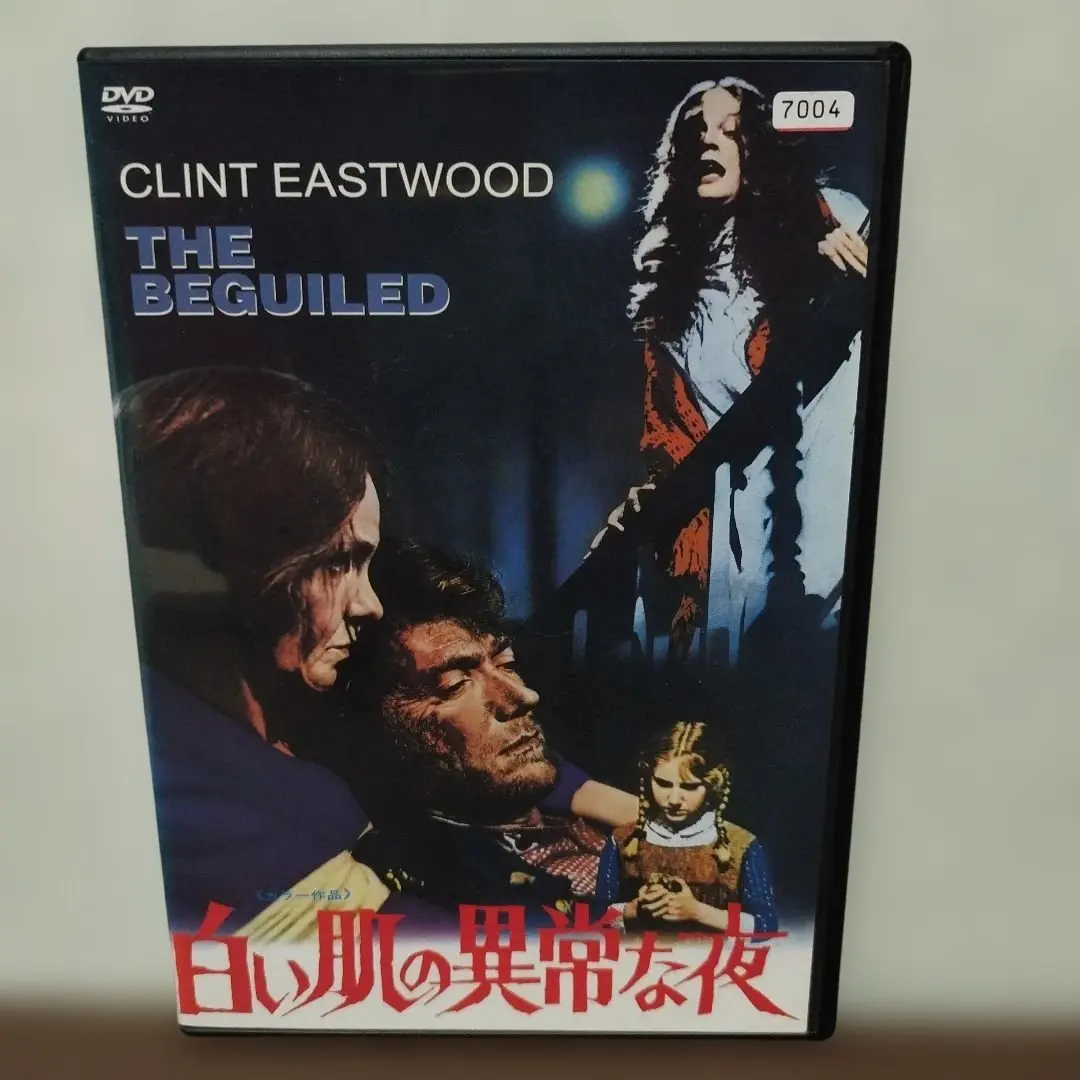 DVD
VIDEO
7004
CLINT EASTWOOD
THE
BEGUILED
《カラー作品》
白い肌の異常な夜